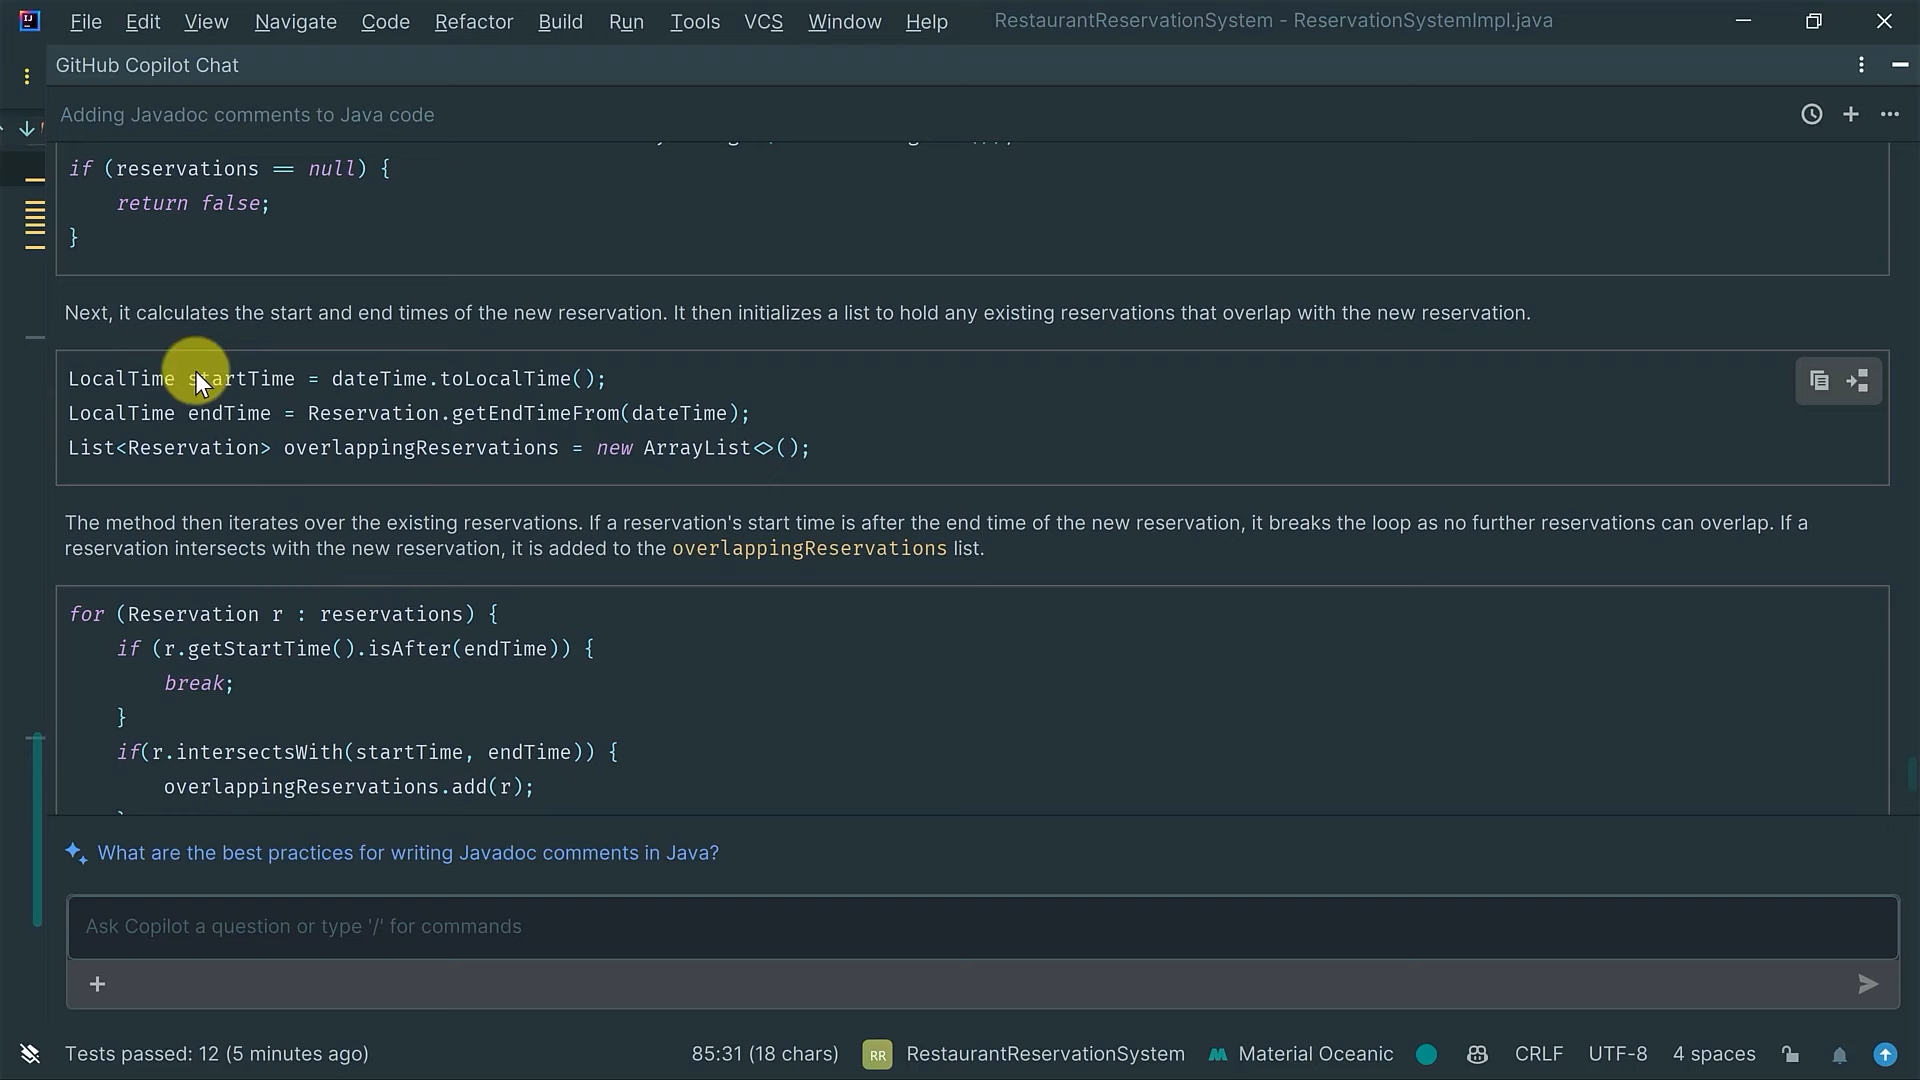 File Edit View Navigate Code Refactor Build Run Tools VCS Window Help RestaurantReservationSystem - ReservationSystemImpl.java
GitHub Copilot Chat
Adding Javadoc comments to Java code
if (reservations == null) {
return false;
}
Next, it calculates the start and end times of the new reservation. It then initializes a list to hold any existing reservations that overlap with the new reservation.
LocalTime startTime = dateTime.toLocalTime();
LocalTime endTime = Reservation.getEndTimeFrom(dateTime);
List<Reservation> overlappingReservations = new ArrayList<>();
The method then iterates over the existing reservations. If a reservation's start time is after the end time of the new reservation, it breaks the loop as no further reservations can overlap. If a
reservation intersects with the new reservation, it is added to the overlappingReservations list.
for (Reservation r : reservations) {
if (r.getStartTime().isAfter(endTime)) {
break;
}
if(r.intersectsWith(startTime, endTime)) {
overlappingReservations.add(r);
What are the best practices for writing Javadoc comments in Java?
Ask Copilot a question or type '/' for commands
Tests passed: 12 (5 minutes ago) 85:31 (18 chars) RR RestaurantReservationSystem Material Oceanic CRLF UTF-8 4 spaces